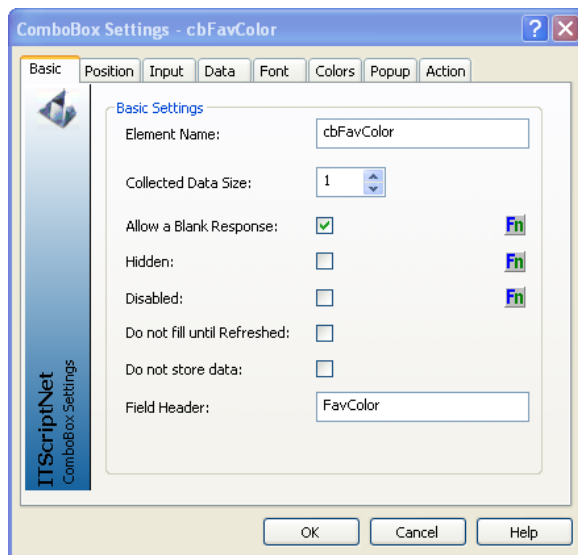 ComboBox Settings - cbFavColor
Basic Position Input Data Font Colors Popup Action
Basic Settings
Element Name: cbFavColor
Collected Data Size: 1
Allow a Blank Response: Fn
Hidden: Fn
Disabled: Fn
Do not fill until Refreshed:
Do not store data:
Field Header: FavColor
ITScriptNet
ComboBox Settings
OK Cancel Help